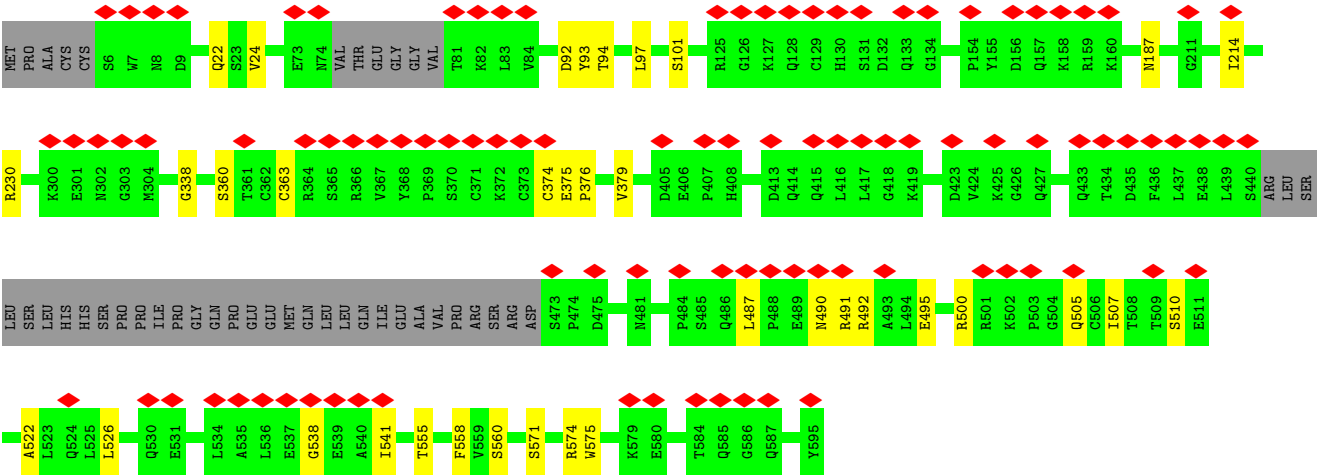 MET PRO ALA CYS CYS S6 W7 N8 D9 Q22 S23 V24 E73 N74 VAL THR GLU GLY GLY VAL T81 K82 L83 V84 D92 Y93 T94 L97 S101 R125 G126 K127 Q128 C129 H130 S131 D132 Q133 G134 P154 Y155 D156 Q157 K158 R159 K160 N187 G211 I214
R230 K300 E301 N302 G303 M304 G338 S360 T361 C362 C363 R364 S365 R366 V367 Y368 P369 S370 C371 K372 C373 C374 E375 P376 V379 D405 E406 P407 H408 D413 Q414 Q415 L416 L417 G418 K419 D423 V424 K425 G426 Q427 Q433 T434 D435 F436 L437 E438 L439 S440 ARG LEU SER
LEU SER LEU HIS HIS SER PRO PRO ILE PRO GLY GLN PRO GLU GLU MET GLN LEU LEU GLN ILE GLU ALA VAL PRO ARG SER ARG ASP S473 P474 D475 N481 P484 S485 Q486 L487 P488 E489 N490 R491 R492 A493 L494 E495 R500 R501 K502 P503 G504 Q505 C506 I507 T508 T509 S510 E511
A522 L523 Q524 L525 L526 Q530 E531 L534 A535 L536 E537 G538 E539 A540 I541 T555 F558 V559 S560 S571 R574 W575 K579 E580 T584 Q585 G586 Q587 Y595